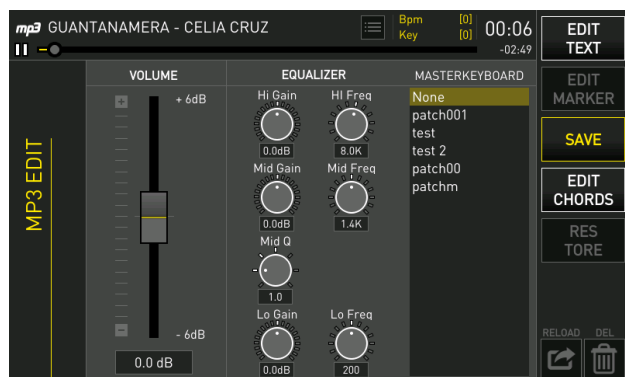 mp3 GUANTANAMERA - CELIA CRUZ
Bpm [0]
Key [0]
00:06
-02:49
EDIT
TEXT
EDIT
MARKER
SAVE
EDIT
CHORDS
RES
TORE
RELOAD DEL
MP3 EDIT
VOLUME
+ 6dB
- 6dB
0.0 dB
EQUALIZER
Hi Gain HI Freq
0.0dB 8.0K
Mid Gain Mid Freq
0.0dB 1.4K
Mid Q
1.0
Lo Gain Lo Freq
0.0dB 200
MASTERKEYBOARD
None
patch001
test
test 2
patch00
patchm